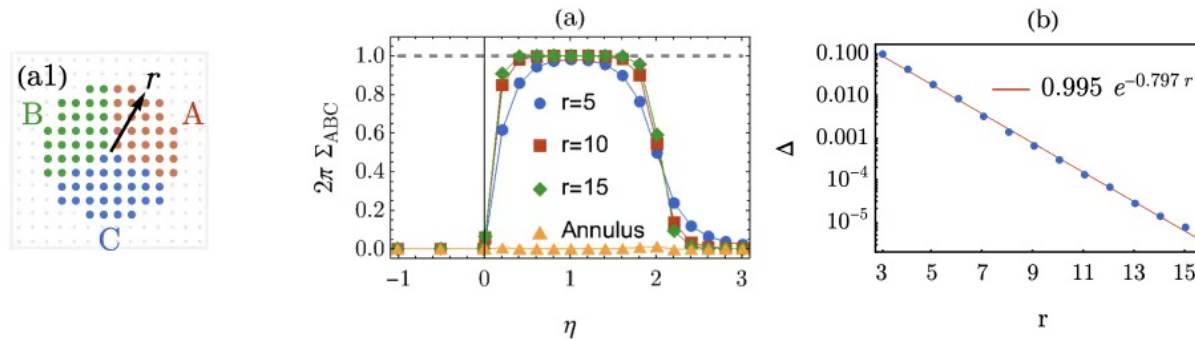 (a1)
r
B
A
C
(a)
2π Σ_ABC
1.0
0.8
0.6
0.4
0.2
0.0
r=5
r=10
r=15
Annulus
−1
0
1
2
3
η
(b)
Δ
0.100
0.010
0.001
10⁻⁴
10⁻⁵
0.995 e^{−0.797 r}
3
5
7
9
11
13
15
r